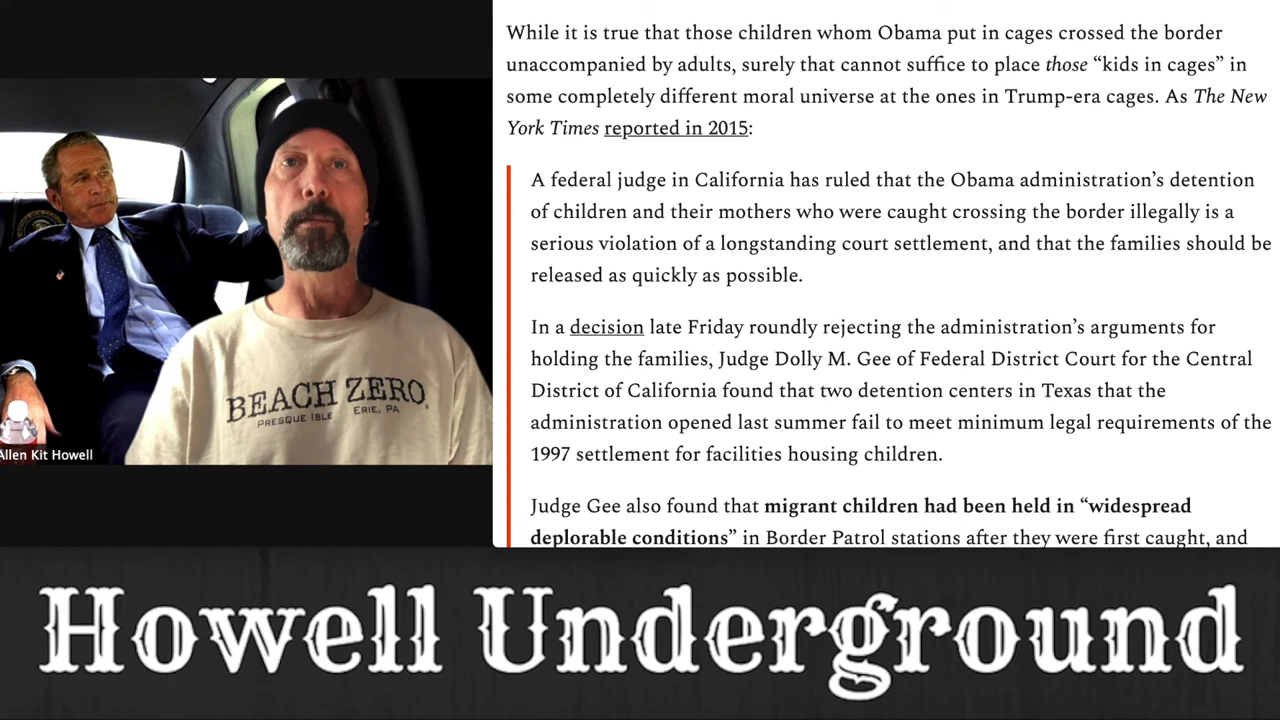 While it is true that those children whom Obama put in cages crossed the border
unaccompanied by adults, surely that cannot suffice to place those “kids in cages” in
some completely different moral universe at the ones in Trump-era cages. As The New
York Times reported in 2015:
A federal judge in California has ruled that the Obama administration’s detention
of children and their mothers who were caught crossing the border illegally is a
serious violation of a longstanding court settlement, and that the families should be
released as quickly as possible.
In a decision late Friday roundly rejecting the administration’s arguments for
holding the families, Judge Dolly M. Gee of Federal District Court for the Central
District of California found that two detention centers in Texas that the
administration opened last summer fail to meet minimum legal requirements of the
1997 settlement for facilities housing children.
Judge Gee also found that migrant children had been held in “widespread
deplorable conditions” in Border Patrol stations after they were first caught, and
BEACH ZERO
PRESQUE ISLE ERIE, PA
Allen Kit Howell
Howell Underground